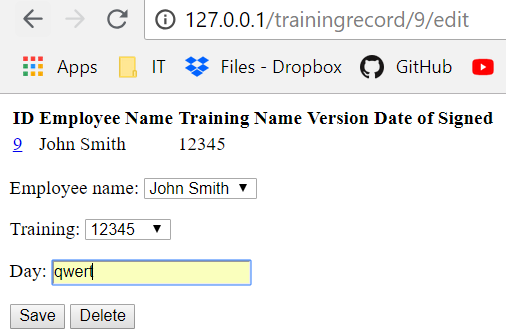 127.0.0.1/trainingrecord/9/edit
Apps IT Files - Dropbox GitHub
ID Employee Name Training Name Version Date of Signed
9 John Smith 12345
Employee name: John Smith
Training: 12345
Day: qwert
Save Delete